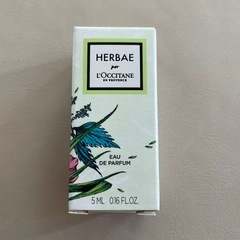 HERBAE
par
L'OCCITANE
EN PROVENCE
EAU
DE PARFUM
5 ML 0.16 FL.OZ.